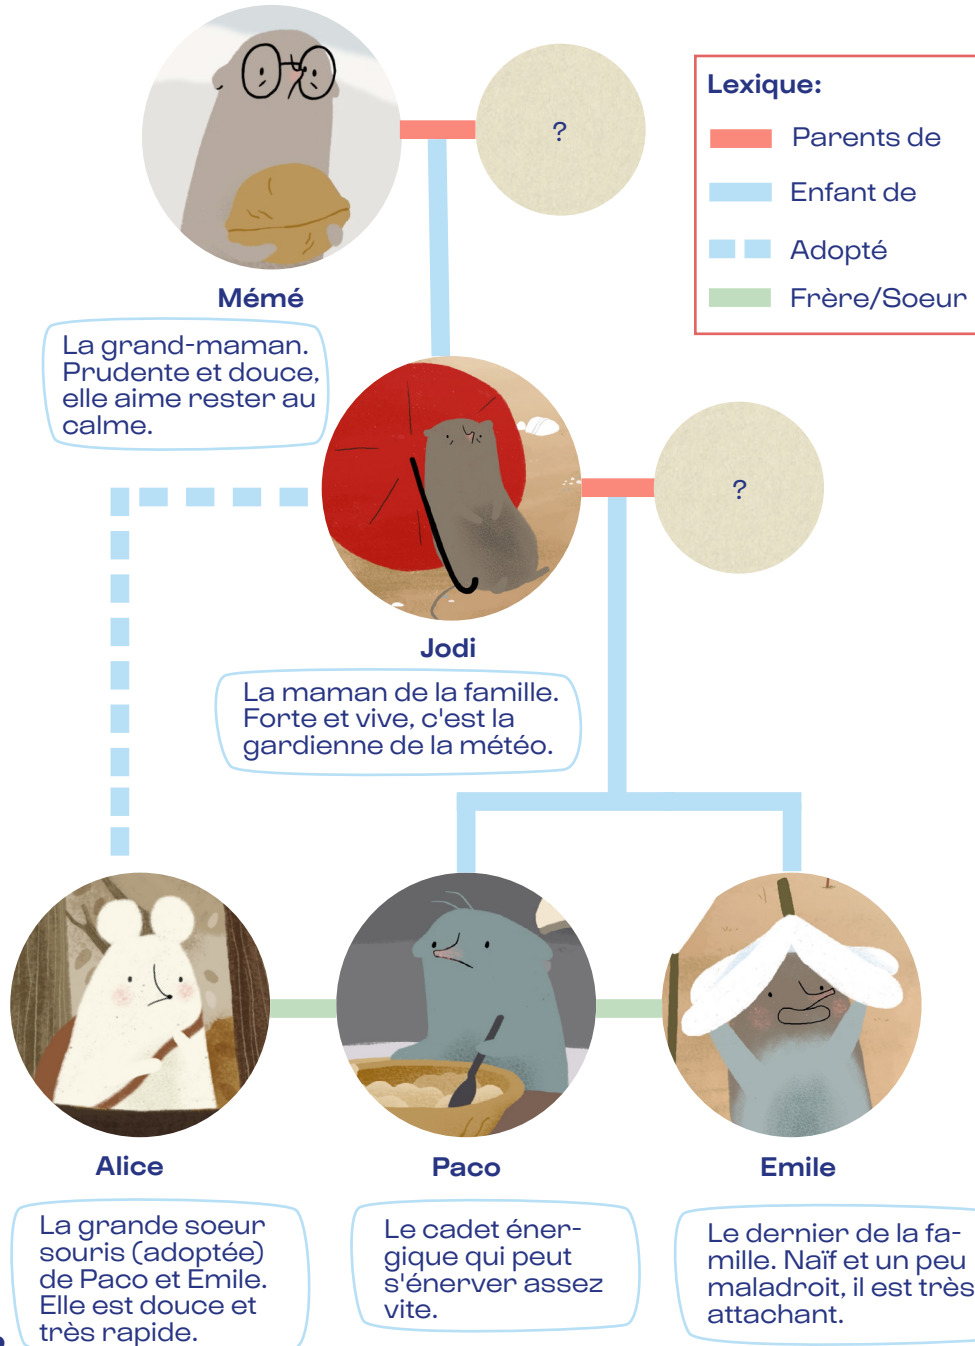 ?
Lexique:
Parents de
Enfant de
Adopté
Frère/Soeur
Mémé
La grand-maman.
Prudente et douce,
elle aime rester au
calme.
?
Jodi
La maman de la famille.
Forte et vive, c'est la
gardienne de la météo.
Alice
Paco
Emile
La grande soeur
souris (adoptée)
de Paco et Emile.
Elle est douce et
très rapide.
Le cadet éner-
gique qui peut
s'énerver assez
vite.
Le dernier de la fa-
mille. Naïf et un peu
maladroit, il est très
attachant.